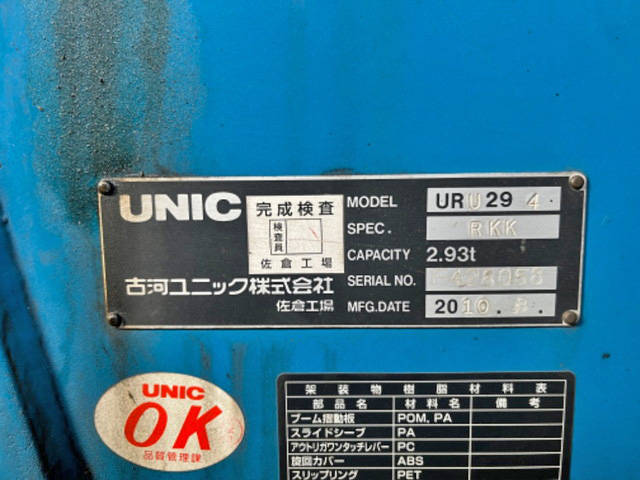 UNIC
完成検査
検査員
佐倉工場
古河ユニック株式会社
佐倉工場
MODEL URU294
SPEC. RKK
CAPACITY 2.93t
SERIAL NO.
MFG.DATE 2010.
UNIC
OK
品質管理課
架装物樹脂材料表
部品名 材料名 備考
ブーム摺動板 POM, PA
スライドシーブ PA
アウトリガワンタッチレバー PC
旋回カバー ABS
スリップリング PET